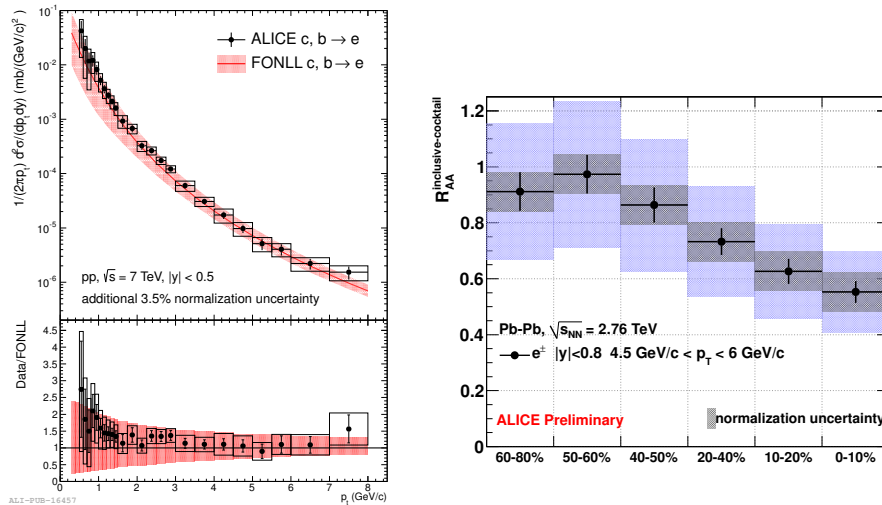 1/(2πp_t) d²σ/(dp_tdy) (mb/(GeV/c)²)
10⁻¹
10⁻²
10⁻³
10⁻⁴
10⁻⁵
10⁻⁶
ALICE c, b → e
FONLL c, b → e
pp, √s = 7 TeV, |y| < 0.5
additional 3.5% normalization uncertainty
Data/FONLL
4.5
4
3.5
3
2.5
2
1.5
1
0.5
0
0 1 2 3 4 5 6 7 8
p_t (GeV/c)
ALI-PUB-16457
R_AA^inclusive-cocktail
1.2
1
0.8
0.6
0.4
0.2
0
Pb-Pb, √s_NN = 2.76 TeV
e± |y|<0.8 4.5 GeV/c < p_T < 6 GeV/c
ALICE Preliminary
normalization uncertainty
60-80% 50-60% 40-50% 20-40% 10-20% 0-10%